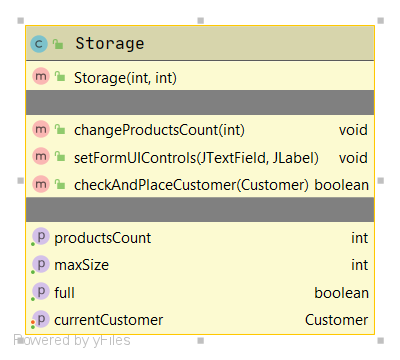 C Storage
m Storage(int, int)
m changeProductsCount(int) void
m setFormUIControls(JTextField, JLabel) void
m checkAndPlaceCustomer(Customer) boolean
p productsCount int
p maxSize int
p full boolean
p currentCustomer Customer
Powered by yFiles